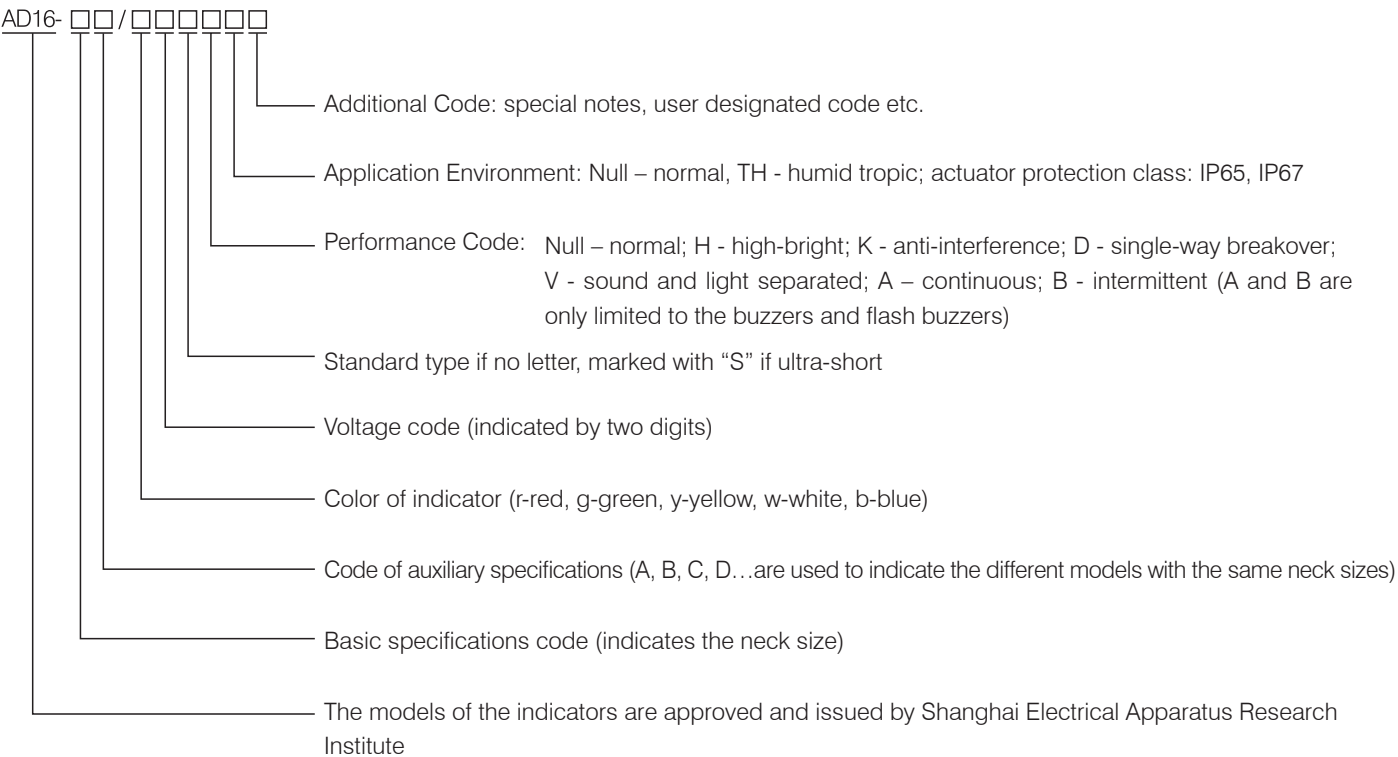 AD16- □□/□□□□□□
Additional Code: special notes, user designated code etc.
Application Environment: Null – normal, TH - humid tropic; actuator protection class: IP65, IP67
Performance Code: Null – normal; H - high-bright; K - anti-interference; D - single-way breakover;
V - sound and light separated; A – continuous; B - intermittent (A and B are
only limited to the buzzers and flash buzzers)
Standard type if no letter, marked with “S” if ultra-short
Voltage code (indicated by two digits)
Color of indicator (r-red, g-green, y-yellow, w-white, b-blue)
Code of auxiliary specifications (A, B, C, D…are used to indicate the different models with the same neck sizes)
Basic specifications code (indicates the neck size)
The models of the indicators are approved and issued by Shanghai Electrical Apparatus Research
Institute